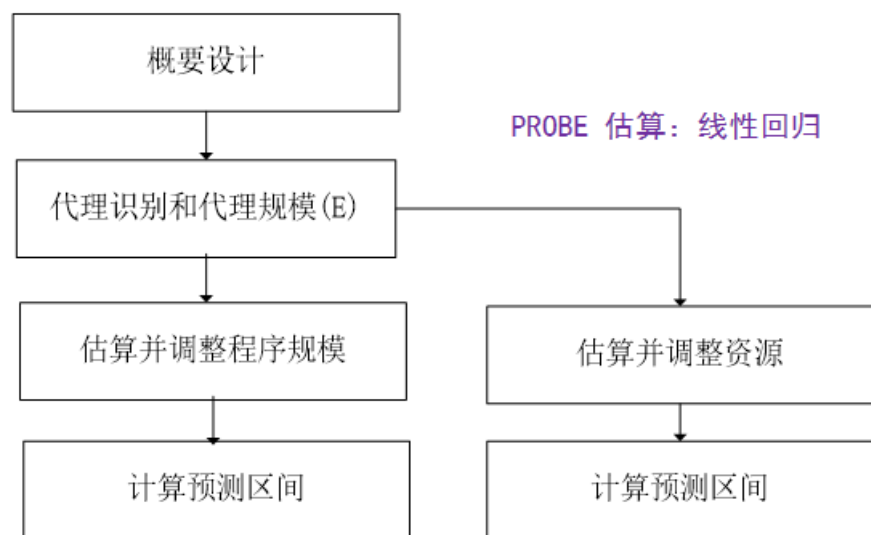 概要设计
PROBE 估算：线性回归
代理识别和代理规模(E)
估算并调整程序规模
估算并调整资源
计算预测区间
计算预测区间